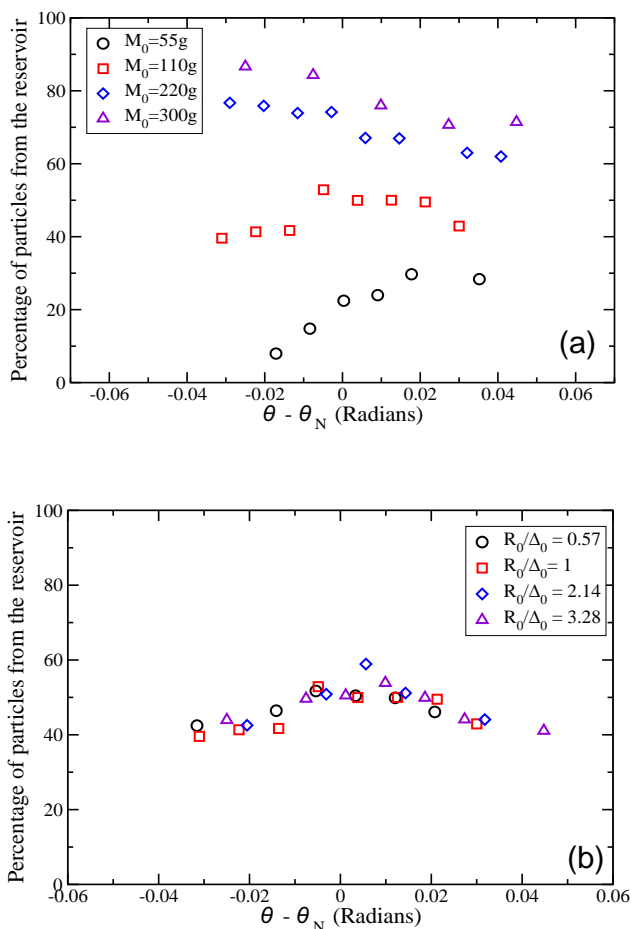 100
80
60
40
20
0
Percentage of particles from the reservoir
M₀=55g
M₀=110g
M₀=220g
M₀=300g
(a)
-0.06 -0.04 -0.02 0 0.02 0.04 0.06
θ - θ_N (Radians)
100
80
60
40
20
0
Percentage of particles from the reservoir
R₀/Δ₀ = 0.57
R₀/Δ₀= 1
R₀/Δ₀ = 2.14
R₀/Δ₀ = 3.28
(b)
-0.06 -0.04 -0.02 0 0.02 0.04 0.06
θ - θ_N (Radians)